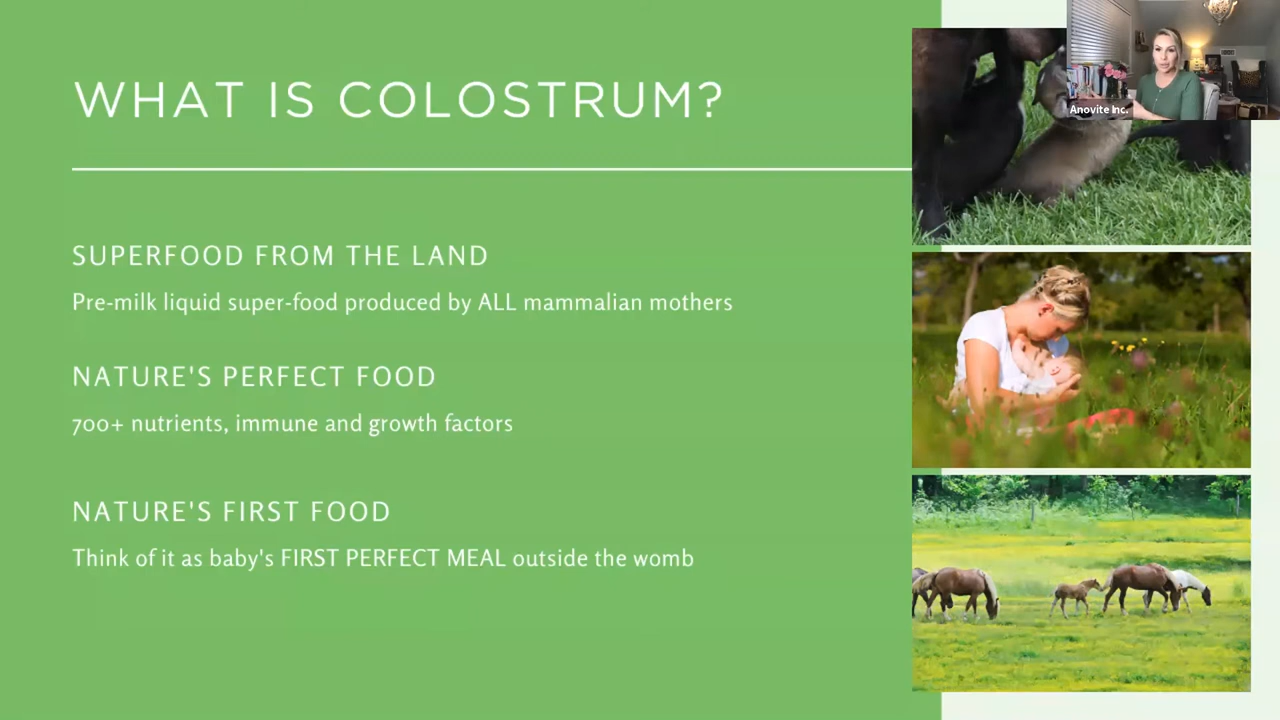 WHAT IS COLOSTRUM?
SUPERFOOD FROM THE LAND
Pre-milk liquid super-food produced by ALL mammalian mothers
NATURE'S PERFECT FOOD
700+ nutrients, immune and growth factors
NATURE'S FIRST FOOD
Think of it as baby's FIRST PERFECT MEAL outside the womb
Anovite Inc.